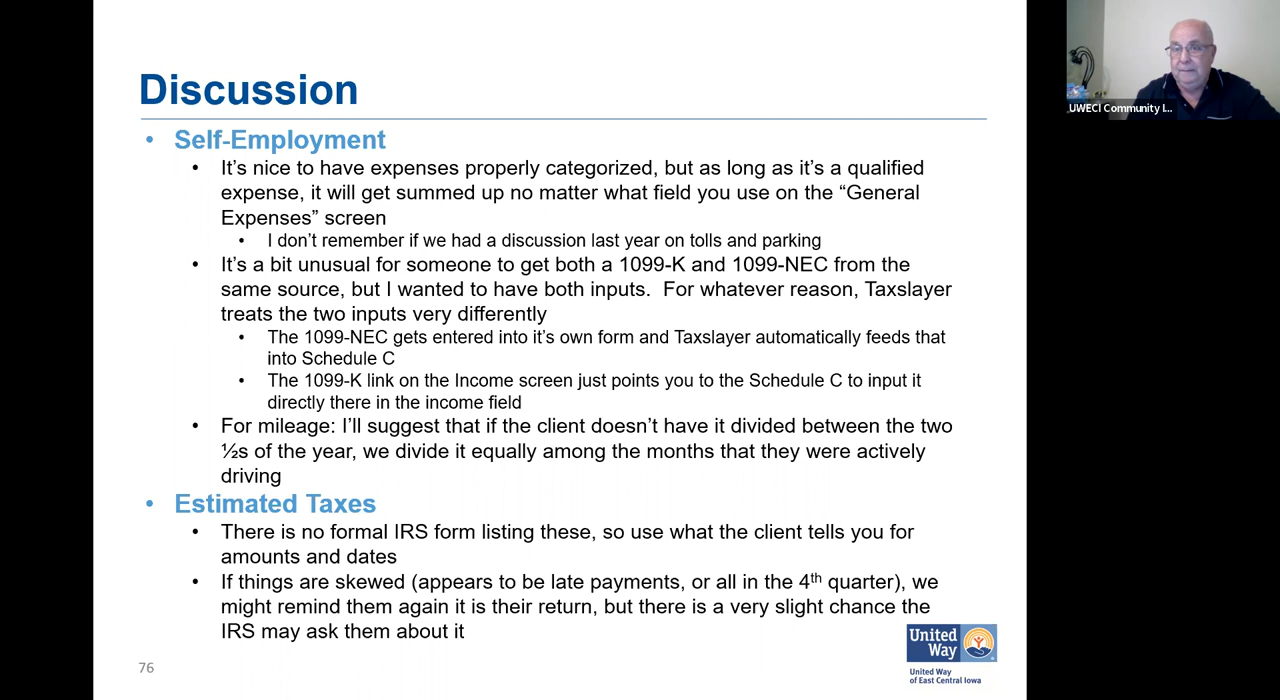 Discussion
• Self-Employment
• It’s nice to have expenses properly categorized, but as long as it’s a qualified
expense, it will get summed up no matter what field you use on the “General
Expenses” screen
• I don’t remember if we had a discussion last year on tolls and parking
• It’s a bit unusual for someone to get both a 1099-K and 1099-NEC from the
same source, but I wanted to have both inputs.  For whatever reason, Taxslayer
treats the two inputs very differently
• The 1099-NEC gets entered into it’s own form and Taxslayer automatically feeds that
into Schedule C
• The 1099-K link on the Income screen just points you to the Schedule C to input it
directly there in the income field
• For mileage: I’ll suggest that if the client doesn’t have it divided between the two
½s of the year, we divide it equally among the months that they were actively
driving
• Estimated Taxes
• There is no formal IRS form listing these, so use what the client tells you for
amounts and dates
• If things are skewed (appears to be late payments, or all in the 4th quarter), we
might remind them again it is their return, but there is a very slight chance the
IRS may ask them about it
76
United
Way
United Way
of East Central Iowa
UWECI Community I...